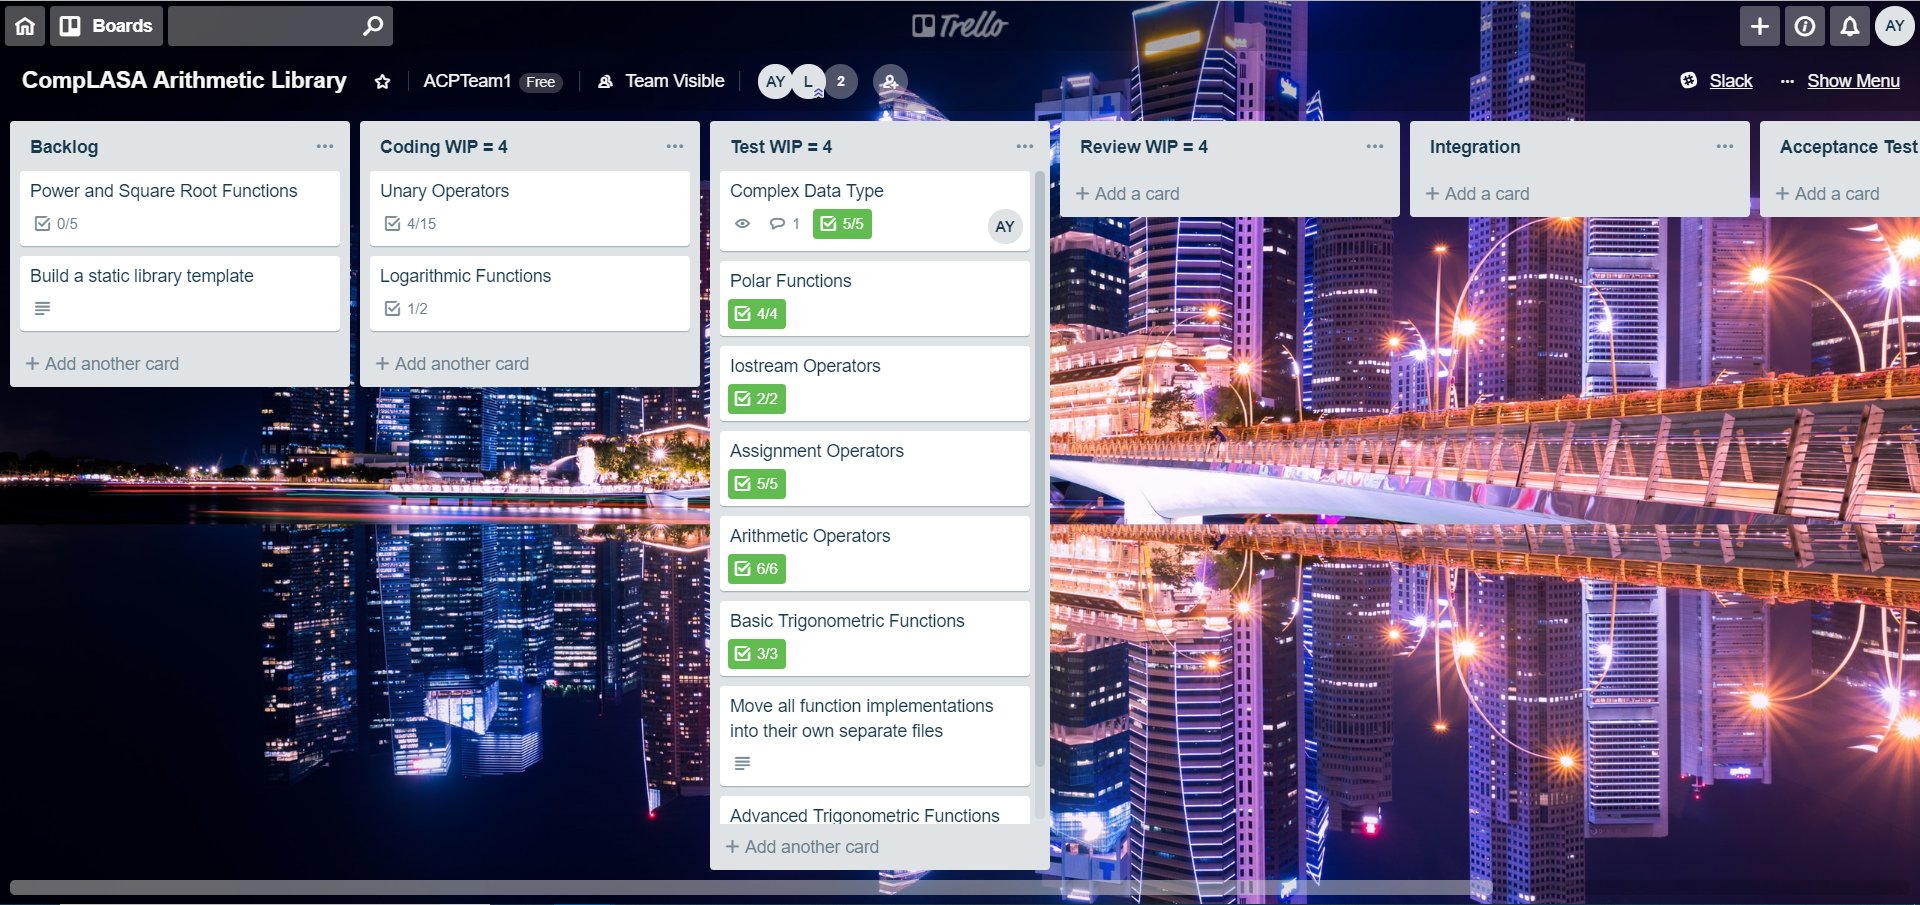 Boards
Trello
AY
CompLASA Arithmetic Library
ACPTeam1 Free
Team Visible
AY L 2
Slack
Show Menu
Backlog
Power and Square Root Functions
0/5
Build a static library template
+ Add another card
Coding WIP = 4
Unary Operators
4/15
Logarithmic Functions
1/2
+ Add another card
Test WIP = 4
Complex Data Type
1 5/5
AY
Polar Functions
4/4
Iostream Operators
2/2
Assignment Operators
5/5
Arithmetic Operators
6/6
Basic Trigonometric Functions
3/3
Move all function implementations
into their own separate files
Advanced Trigonometric Functions
+ Add another card
Review WIP = 4
+ Add a card
Integration
+ Add a card
Acceptance Test
+ Add a card